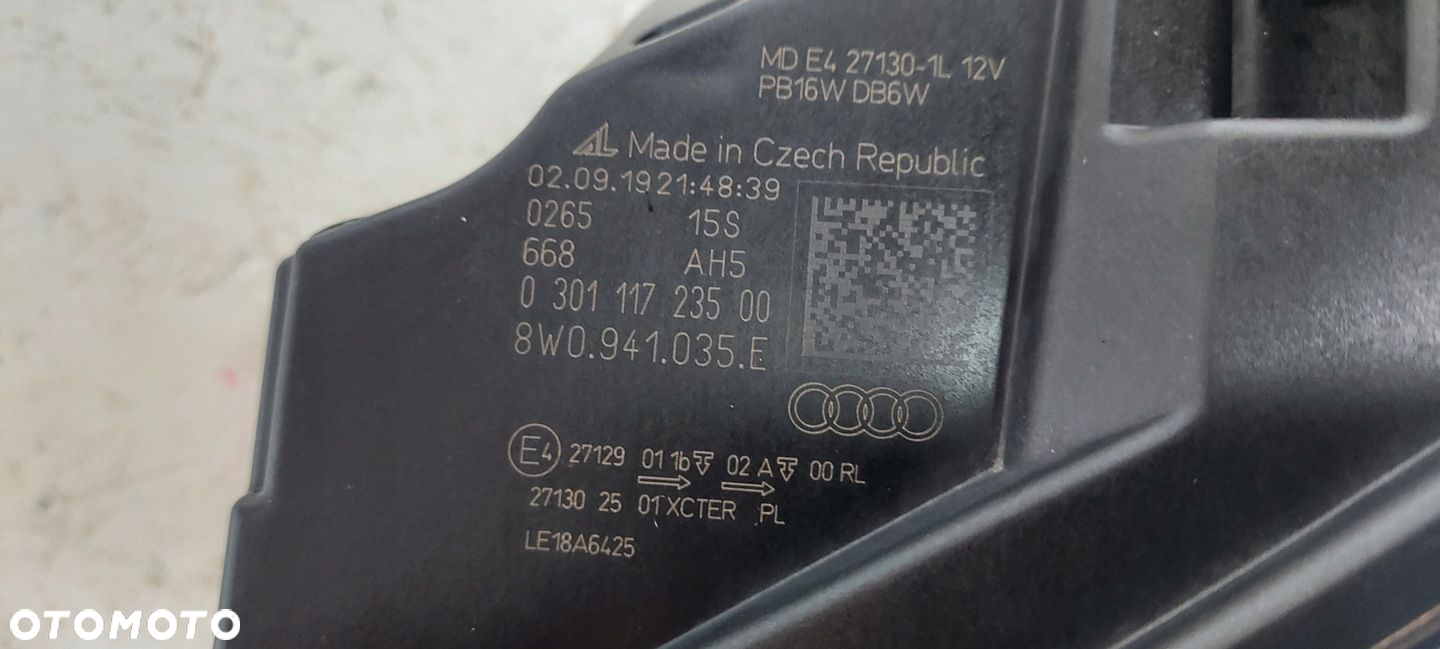 MD E4 27130-1L 12V
PB16W DB6W
AL Made in Czech Republic
02.09.19 21:48:39
0265 15S
668 AH5
0 301 117 235 00
8W0.941.035.E
E4 27129 01 1b 02 A 00 RL
27130 25 01 XCTER PL
LE18A6425
OTOMOTO